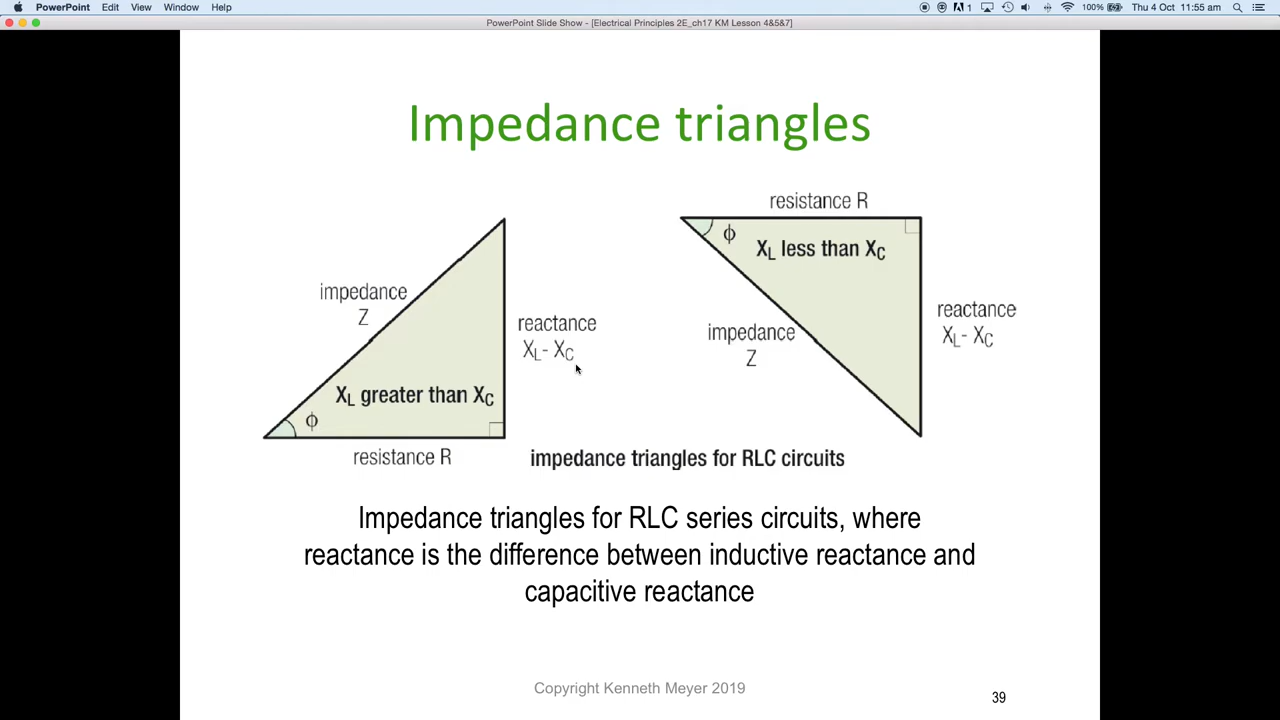 PowerPoint File Edit View Window Help
1 100% Thu 4 Oct 11:55 am
PowerPoint Slide Show - [Electrical Principles 2E_ch17 KM Lesson 4&5&7]
Impedance triangles
impedance
Z
reactance
XL- XC
XL greater than XC
ϕ
resistance R
resistance R
ϕ
XL less than XC
impedance
Z
reactance
XL- XC
impedance triangles for RLC circuits
Impedance triangles for RLC series circuits, where
reactance is the difference between inductive reactance and
capacitive reactance
Copyright Kenneth Meyer 2019
39